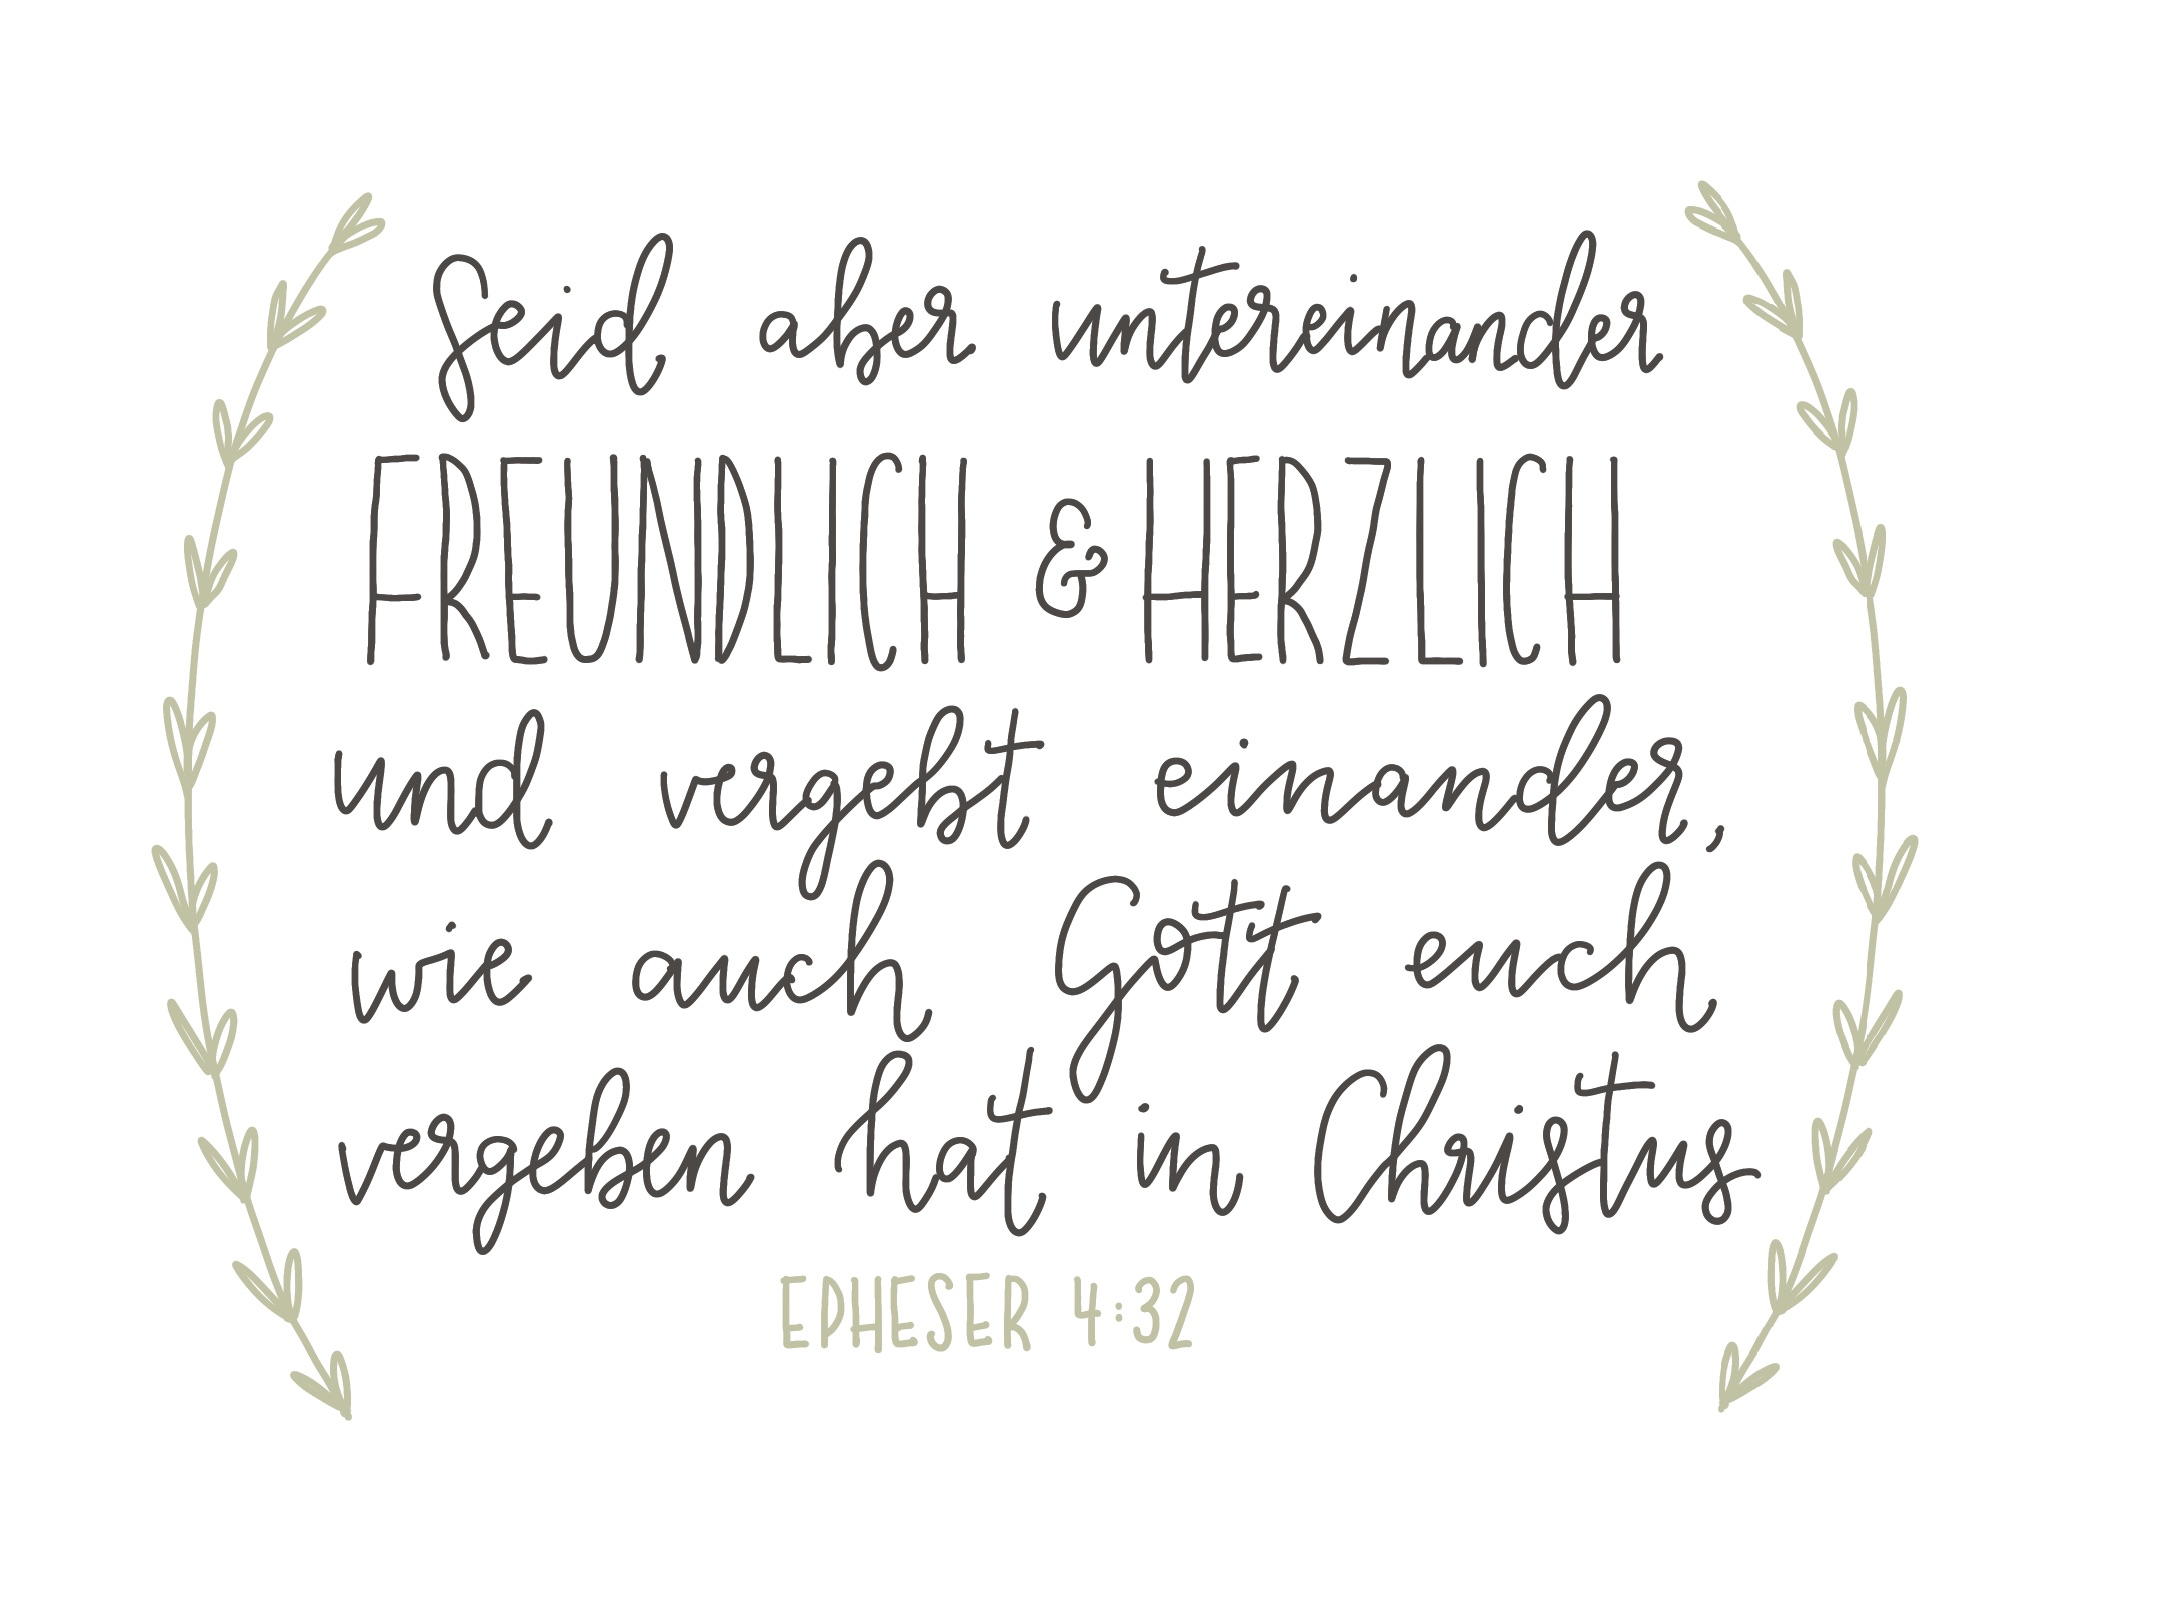 Seid aber untereinander
FREUNDLICH & HERZLICH
und vergebt einander,
wie auch Gott euch
vergeben hat in Christus
EPHESER 4:32